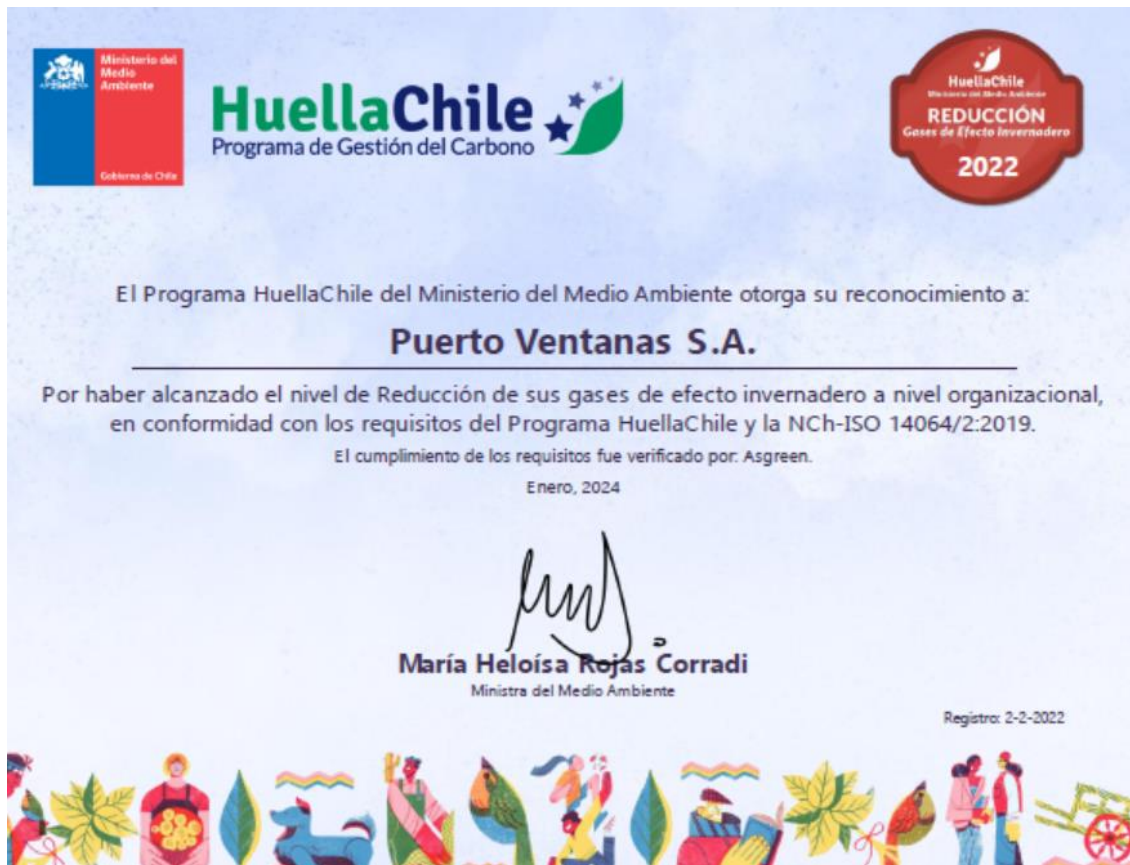 Ministerio del
Medio
Ambiente
Gobierno de Chile
HuellaChile
Programa de Gestión del Carbono
HuellaChile
Ministerio del Medio Ambiente
REDUCCIÓN
Gases de Efecto Invernadero
2022
El Programa HuellaChile del Ministerio del Medio Ambiente otorga su reconocimiento a:
Puerto Ventanas S.A.
Por haber alcanzado el nivel de Reducción de sus gases de efecto invernadero a nivel organizacional,
en conformidad con los requisitos del Programa HuellaChile y la NCh-ISO 14064/2:2019.
El cumplimiento de los requisitos fue verificado por: Asgreen.
Enero, 2024
María Heloísa Rojas Corradi
Ministra del Medio Ambiente
Registro: 2-2-2022